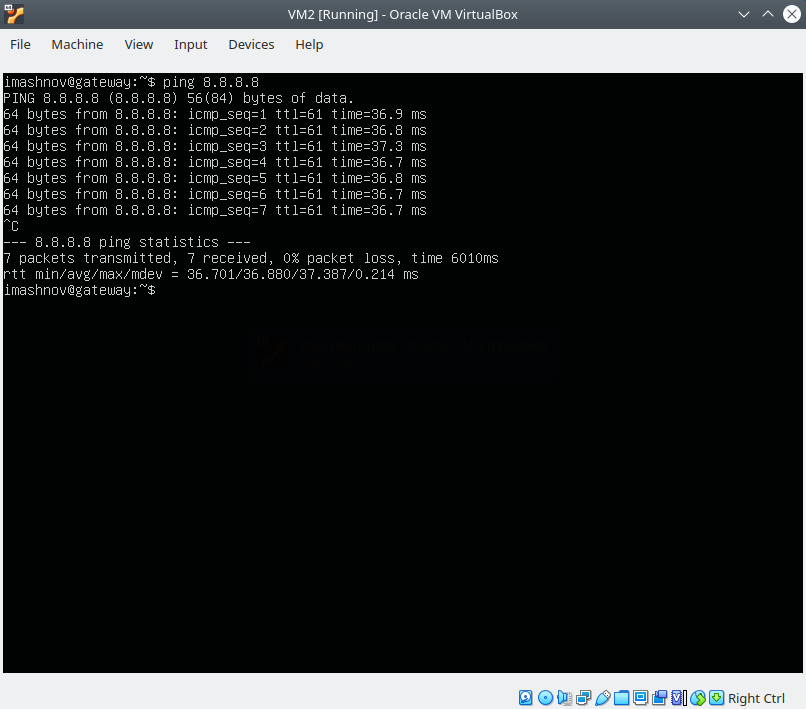 VM2 [Running] - Oracle VM VirtualBox
File Machine View Input Devices Help
imashnov@gateway:~$ ping 8.8.8.8
PING 8.8.8.8 (8.8.8.8) 56(84) bytes of data.
64 bytes from 8.8.8.8: icmp_seq=1 ttl=61 time=36.9 ms
64 bytes from 8.8.8.8: icmp_seq=2 ttl=61 time=36.8 ms
64 bytes from 8.8.8.8: icmp_seq=3 ttl=61 time=37.3 ms
64 bytes from 8.8.8.8: icmp_seq=4 ttl=61 time=36.7 ms
64 bytes from 8.8.8.8: icmp_seq=5 ttl=61 time=36.8 ms
64 bytes from 8.8.8.8: icmp_seq=6 ttl=61 time=36.7 ms
64 bytes from 8.8.8.8: icmp_seq=7 ttl=61 time=36.7 ms
^C
--- 8.8.8.8 ping statistics ---
7 packets transmitted, 7 received, 0% packet loss, time 6010ms
rtt min/avg/max/mdev = 36.701/36.880/37.387/0.214 ms
imashnov@gateway:~$
Right Ctrl